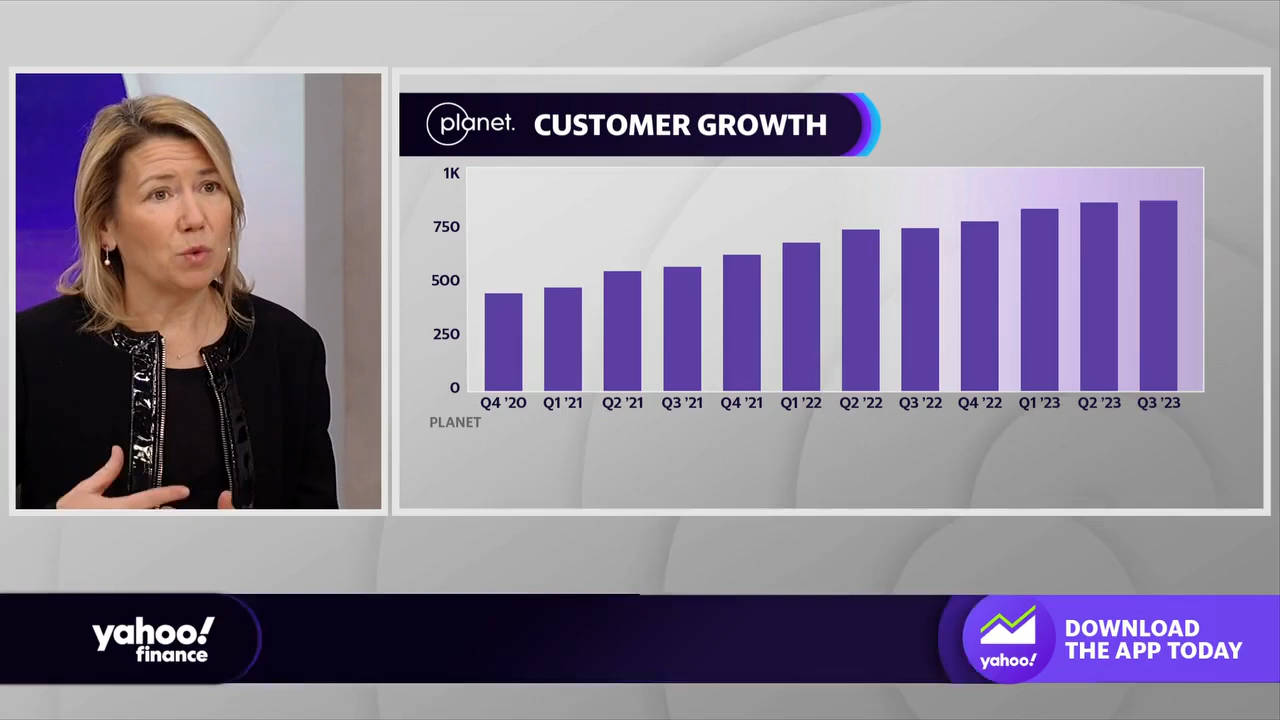 planet. CUSTOMER GROWTH
1K
750
500
250
0
Q4 '20 Q1 '21 Q2 '21 Q3 '21 Q4 '21 Q1 '22 Q2 '22 Q3 '22 Q4 '22 Q1 '23 Q2 '23 Q3 '23
PLANET
yahoo!
finance
yahoo!
DOWNLOAD
THE APP TODAY